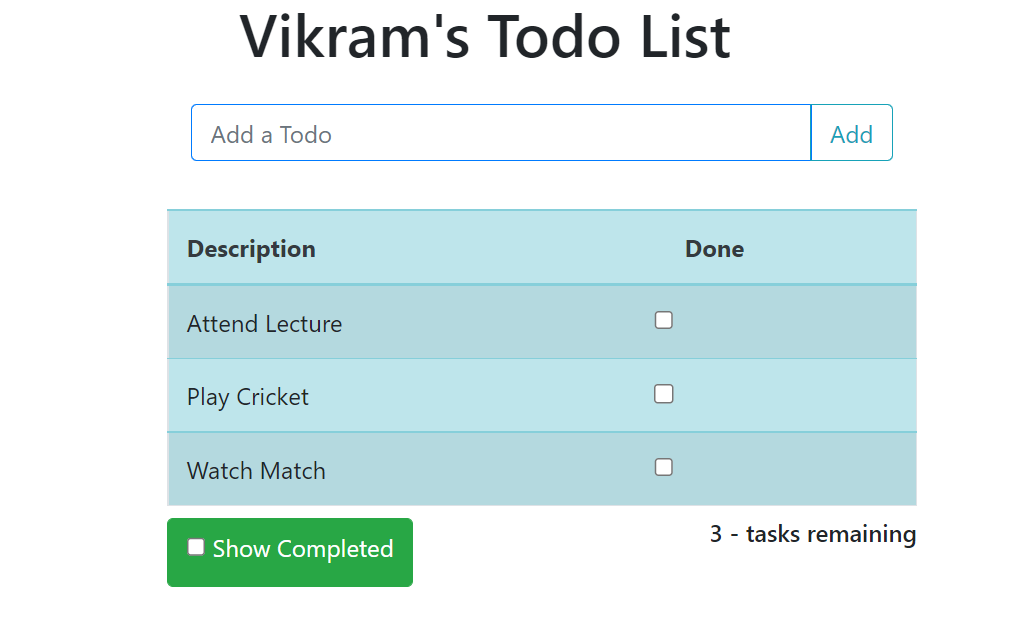 Vikram's Todo List
Add a Todo Add
Description Done
Attend Lecture
Play Cricket
Watch Match
Show Completed 3 - tasks remaining